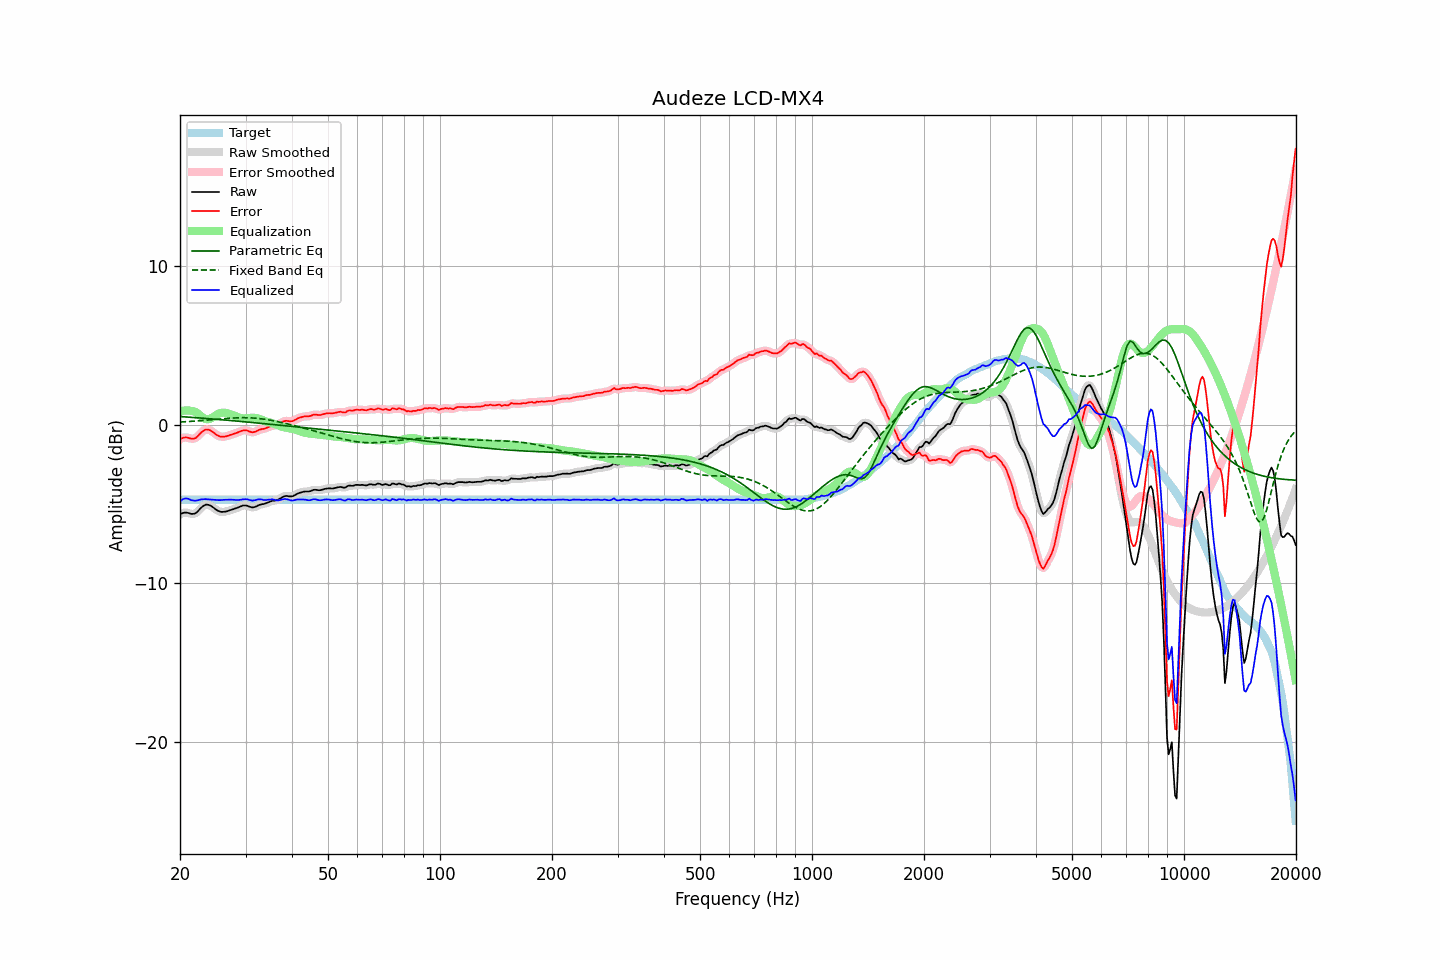 Audeze LCD-MX4
Target
Raw Smoothed
Error Smoothed
Raw
Error
Equalization
Parametric Eq
Fixed Band Eq
Equalized
10
0
−10
−20
Amplitude (dBr)
20 50 100 200 500 1000 2000 5000 10000 20000
Frequency (Hz)